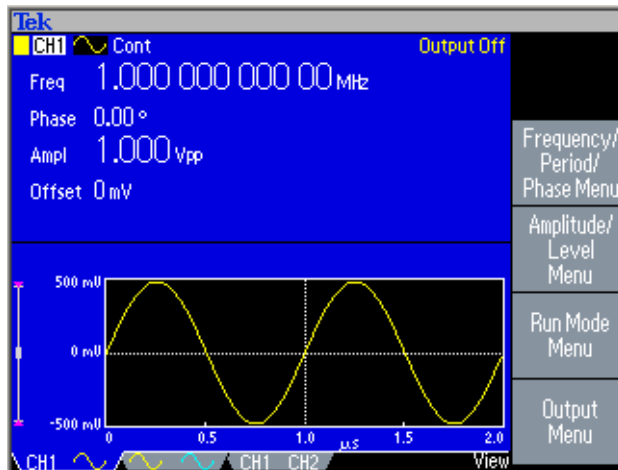 Tek
CH1 Cont Output Off
Freq 1.000 000 000 00 MHz
Phase 0.00 °
Ampl 1.000 Vpp
Offset 0 mV
Frequency/
Period/
Phase Menu
Amplitude/
Level
Menu
Run Mode
Menu
Output
Menu
500 mV
0 mV
-500 mV
0 0.5 1.0 µs 1.5 2.0
CH1 CH1 CH2 View